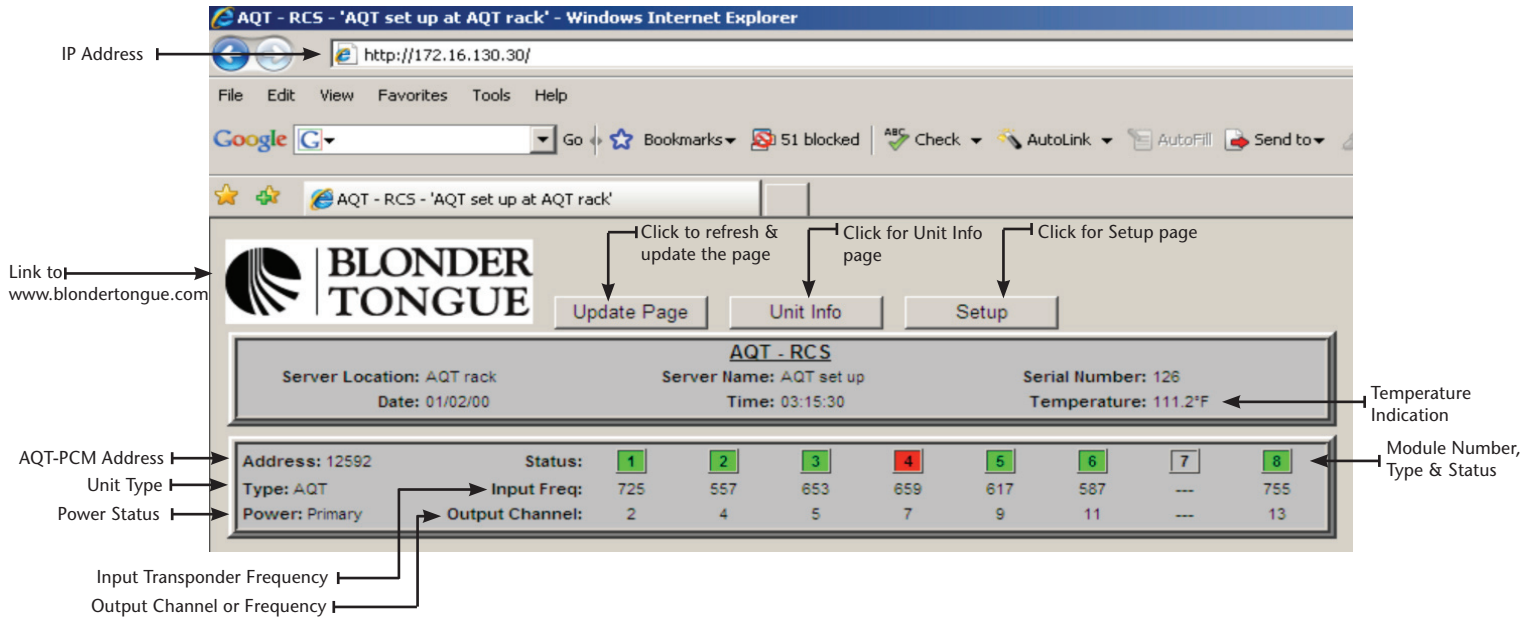 AQT - RCS - 'AQT set up at AQT rack' - Windows Internet Explorer
IP Address
http://172.16.130.30/
File Edit View Favorites Tools Help
Google G Go Bookmarks 51 blocked ABC Check AutoLink AutoFill Send to
AQT - RCS - 'AQT set up at AQT rack'
Click to refresh &
update the page
Click for Unit Info
page
Click for Setup page
Link to
www.blondertongue.com
BLONDER
TONGUE
Update Page Unit Info Setup
AQT - RCS
Server Location: AQT rack Server Name: AQT set up Serial Number: 126
Date: 01/02/00 Time: 03:15:30 Temperature: 111.2°F
Temperature
Indication
AQT-PCM Address
Unit Type
Power Status
Address: 12592 Status: 1 2 3 4 5 6 7 8
Type: AQT Input Freq: 725 557 653 659 617 587 --- 755
Power: Primary Output Channel: 2 4 5 7 9 11 --- 13
Module Number,
Type & Status
Input Transponder Frequency
Output Channel or Frequency